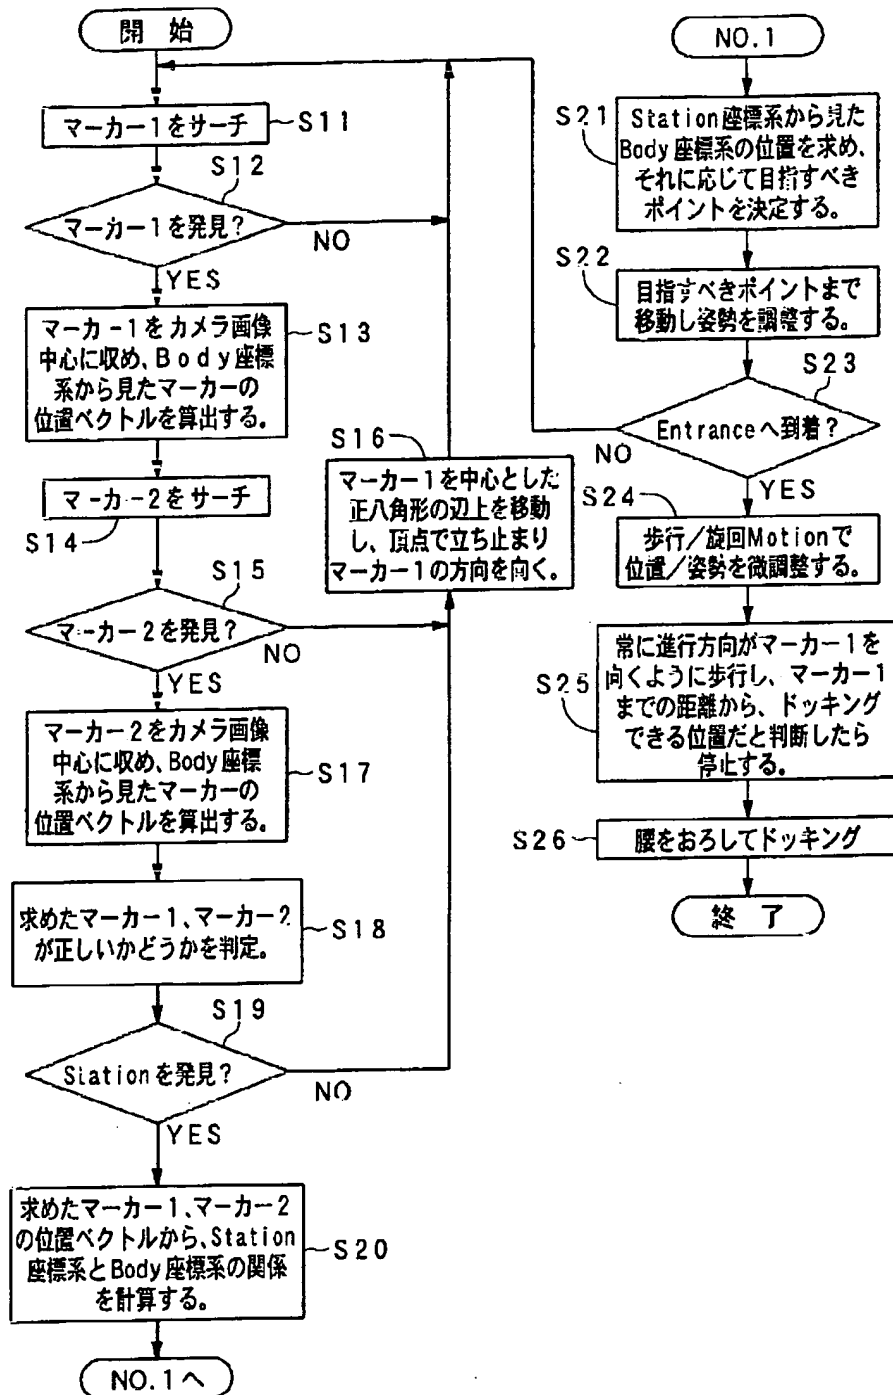 開始
マーカー1をサーチ
S11
S12
マーカー1を発見?
NO
YES
マーカー1をカメラ画像
中心に収め、Body座標
系から見たマーカーの
位置ベクトルを算出する。
S13
マーカー2をサーチ
S14
S15
マーカー2を発見?
NO
YES
S16
マーカー1を中心とした
正八角形の辺上を移動
し、頂点で立ち止まり
マーカー1の方向を向く。
マーカー2をカメラ画像
中心に収め、Body座標
系から見たマーカーの
位置ベクトルを算出する。
S17
求めたマーカー1、マーカー2
が正しいかどうかを判定。
S18
S19
Stationを発見?
NO
YES
求めたマーカー1、マーカー2
の位置ベクトルから、Station
座標系とBody座標系の関係
を計算する。
S20
NO.1へ
NO.1
S21
Station座標系から見た
Body座標系の位置を求め、
それに応じて目指すべき
ポイントを決定する。
S22
目指すべきポイントまで
移動し姿勢を調整する。
S23
Entranceへ到着?
NO
YES
S24
歩行/旋回Motionで
位置/姿勢を微調整する。
S25
常に進行方向がマーカー1を
向くように歩行し、マーカー1
までの距離から、ドッキング
できる位置だと判断したら
停止する。
S26
腰をおろしてドッキング
終了